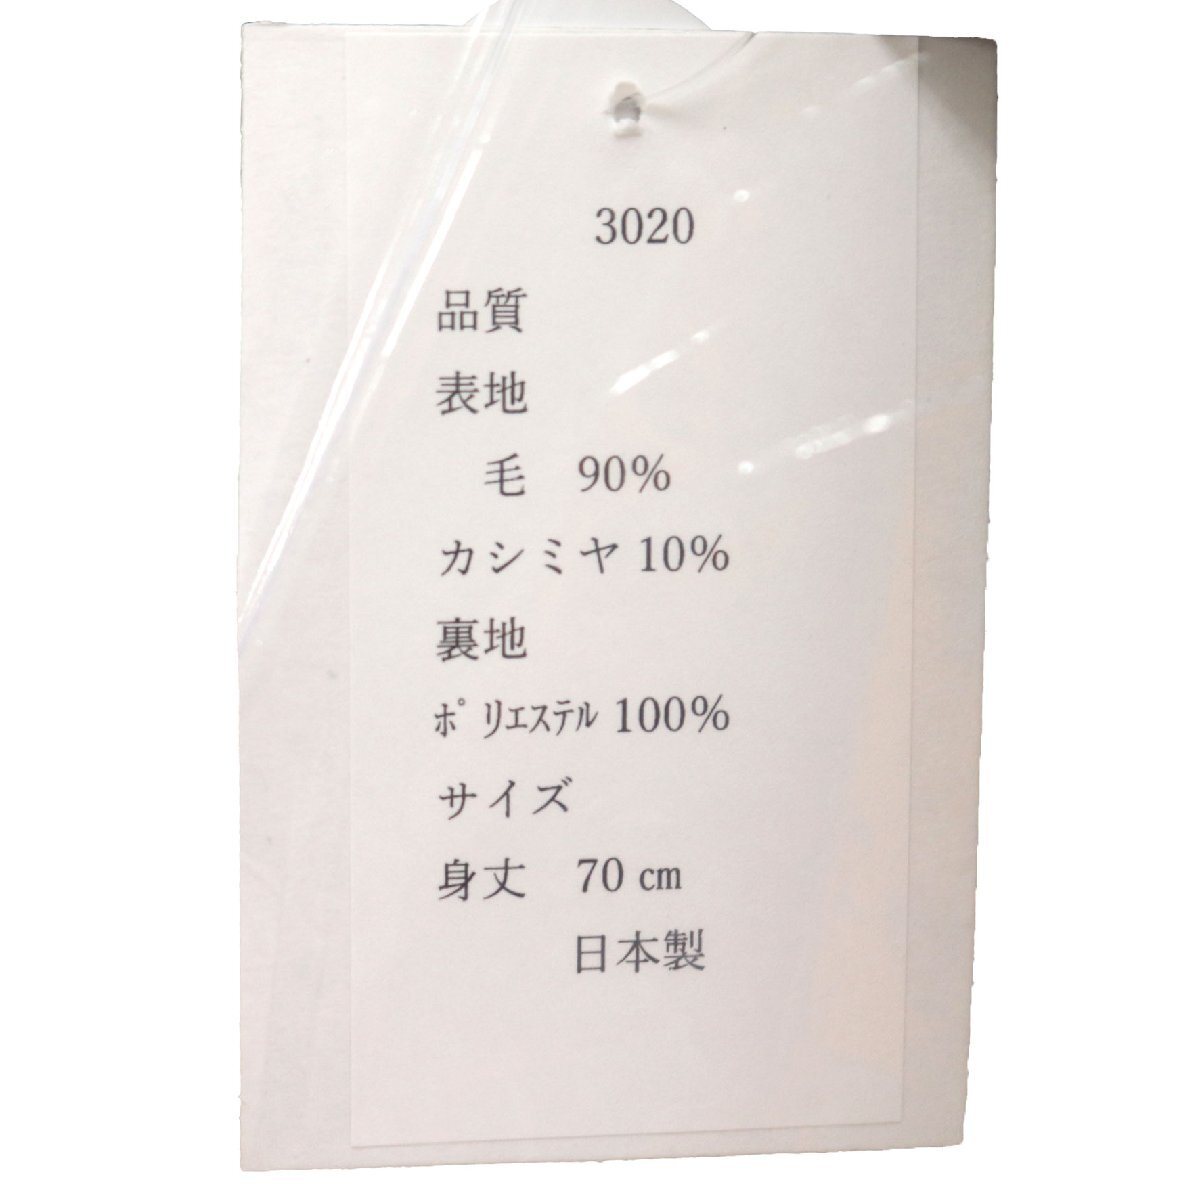 3020
品質
表地
毛　90%
カシミヤ 10%
裏地
ﾎﾟﾘｴｽﾃﾙ 100%
サイズ
身丈　70 ㎝
日本製